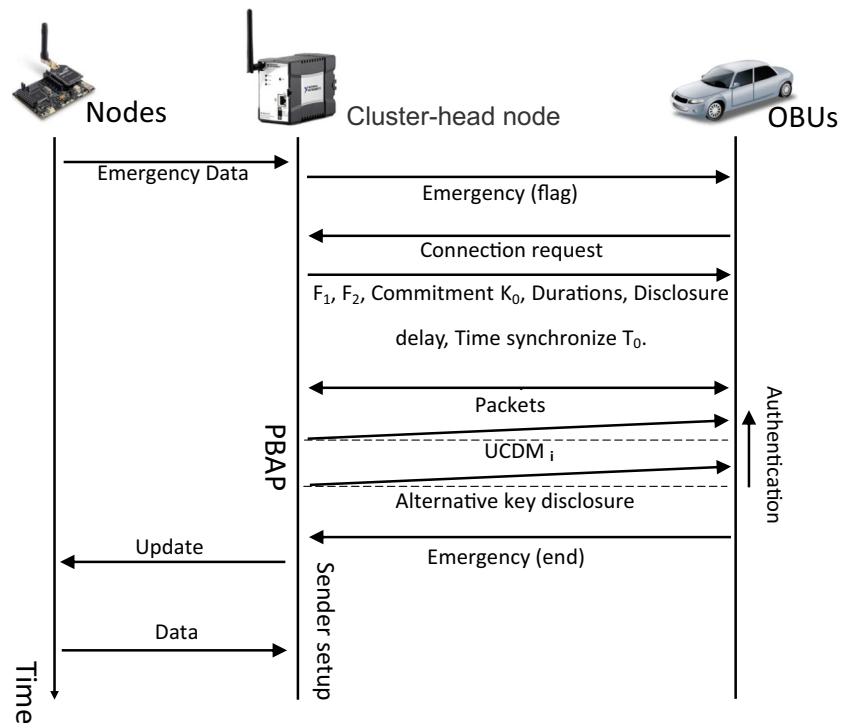 Nodes
Cluster-head node
OBUs
Emergency Data
Emergency (flag)
Connection request
F₁, F₂, Commitment K₀, Durations, Disclosure
delay, Time synchronize T₀.
Packets
UCDM i
Alternative key disclosure
PBAP
Authentication
Emergency (end)
Update
Data
Sender setup
Time